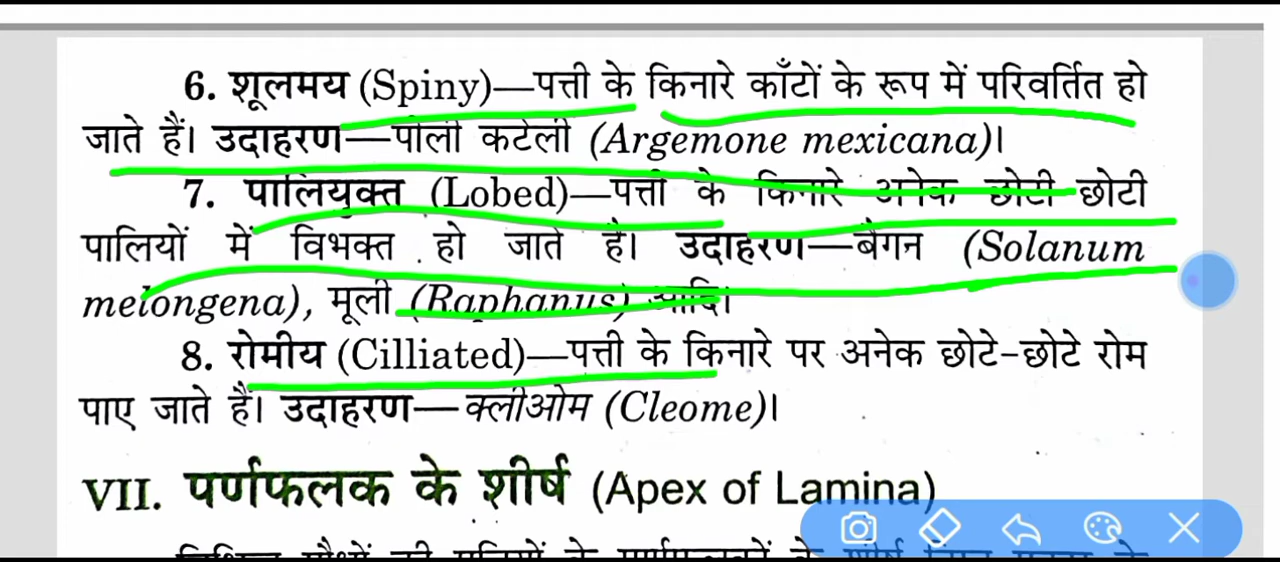 6. शूलमय (Spiny)—पत्ती के किनारे काँटों के रूप में परिवर्तित हो
जाते हैं। उदाहरण—पीली कटेली (Argemone mexicana)।
7. पालियुक्त (Lobed)—पत्ती के किनारे अनेक छोटी छोटी
पालियों में विभक्त हो जाते हैं। उदाहरण—बैंगन (Solanum
melongena), मूली (Raphanus) आदि।
8. रोमीय (Cilliated)—पत्ती के किनारे पर अनेक छोटे-छोटे रोम
पाए जाते हैं। उदाहरण—क्लीओम (Cleome)।
VII. पर्णफलक के शीर्ष (Apex of Lamina)